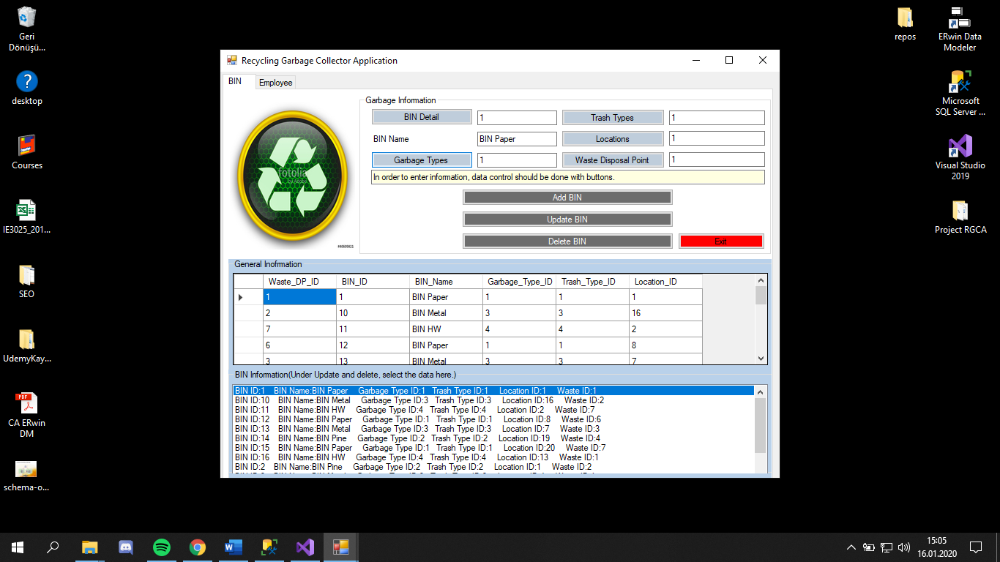 Geri
Dönüşü...
desktop
Courses
IE3025_201...
SEO
UdemyKay...
CA ERwin
DM
schema-o...
repos
ERwin Data
Modeler
Microsoft
SQL Server ...
Visual Studio
2019
Project RGCA
Recycling Garbage Collector Application
BIN Employee
fotolia
#40609821
Garbage Information
BIN Detail 1 Trash Types 1
BIN Name BIN Paper Locations 1
Garbage Types 1 Waste Disposal Point 1
In order to enter infomation, data control should be done with buttons.
Add BIN
Update BIN
Delete BIN Exit
General Inofrmation
Waste_DP_ID BIN_ID BIN_Name Garbage_Type_ID Trash_Type_ID Location_ID
1 1 BIN Paper 1 1 1
2 10 BIN Metal 3 3 16
7 11 BIN HW 4 4 2
6 12 BIN Paper 1 1 8
3 13 BIN Metal 3 3 7
BIN Information(Under Update and delete, select the data here.)
BIN ID:1 BIN Name:BIN Paper Garbage Type ID:1 Trash Type ID:1 Location ID:1 Waste ID:1
BIN ID:10 BIN Name:BIN Metal Garbage Type ID:3 Trash Type ID:3 Location ID:16 Waste ID:2
BIN ID:11 BIN Name:BIN HW Garbage Type ID:4 Trash Type ID:4 Location ID:2 Waste ID:7
BIN ID:12 BIN Name:BIN Paper Garbage Type ID:1 Trash Type ID:1 Location ID:8 Waste ID:6
BIN ID:13 BIN Name:BIN Metal Garbage Type ID:3 Trash Type ID:3 Location ID:7 Waste ID:3
BIN ID:14 BIN Name:BIN Pine Garbage Type ID:2 Trash Type ID:2 Location ID:19 Waste ID:4
BIN ID:15 BIN Name:BIN Paper Garbage Type ID:1 Trash Type ID:1 Location ID:20 Waste ID:7
BIN ID:16 BIN Name:BIN HW Garbage Type ID:4 Trash Type ID:4 Location ID:13 Waste ID:1
BIN ID:2 BIN Name:BIN Pine Garbage Type ID:2 Trash Type ID:2 Location ID:1 Waste ID:2
15:05
16.01.2020